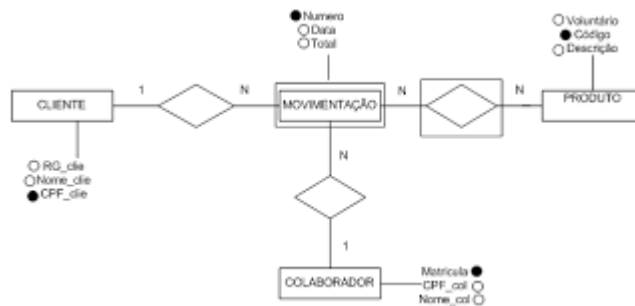 Numero
Data
Total
Voluntário
Código
Descrição
CLIENTE
1
N
MOVIMENTAÇÃO
N
N
PRODUTO
RG_clie
Nome_clie
CPF_clie
N
1
COLABORADOR
Matricula
CPF_col
Nome_col